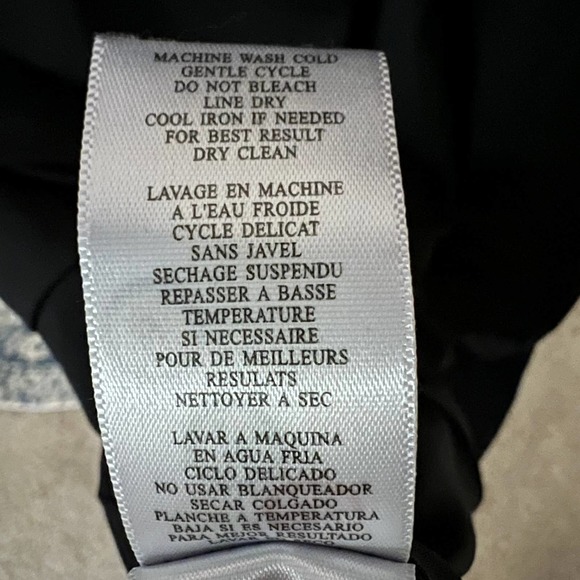 MACHINE WASH COLD
GENTLE CYCLE
DO NOT BLEACH
LINE DRY
COOL IRON IF NEEDED
FOR BEST RESULT
DRY CLEAN
LAVAGE EN MACHINE
A L'EAU FROIDE
CYCLE DELICAT
SANS JAVEL
SECHAGE SUSPENDU
REPASSER A BASSE
TEMPERATURE
SI NECESSAIRE
POUR DE MEILLEURS
RESULATS
NETTOYER A SEC
LAVAR A MAQUINA
EN AGUA FRIA
CICLO DELICADO
NO USAR BLANQUEADOR
SECAR COLGADO
PLANCHE A TEMPERATURA
BAJA SI ES NECESARIO
PARA MEJOR RESULTADO